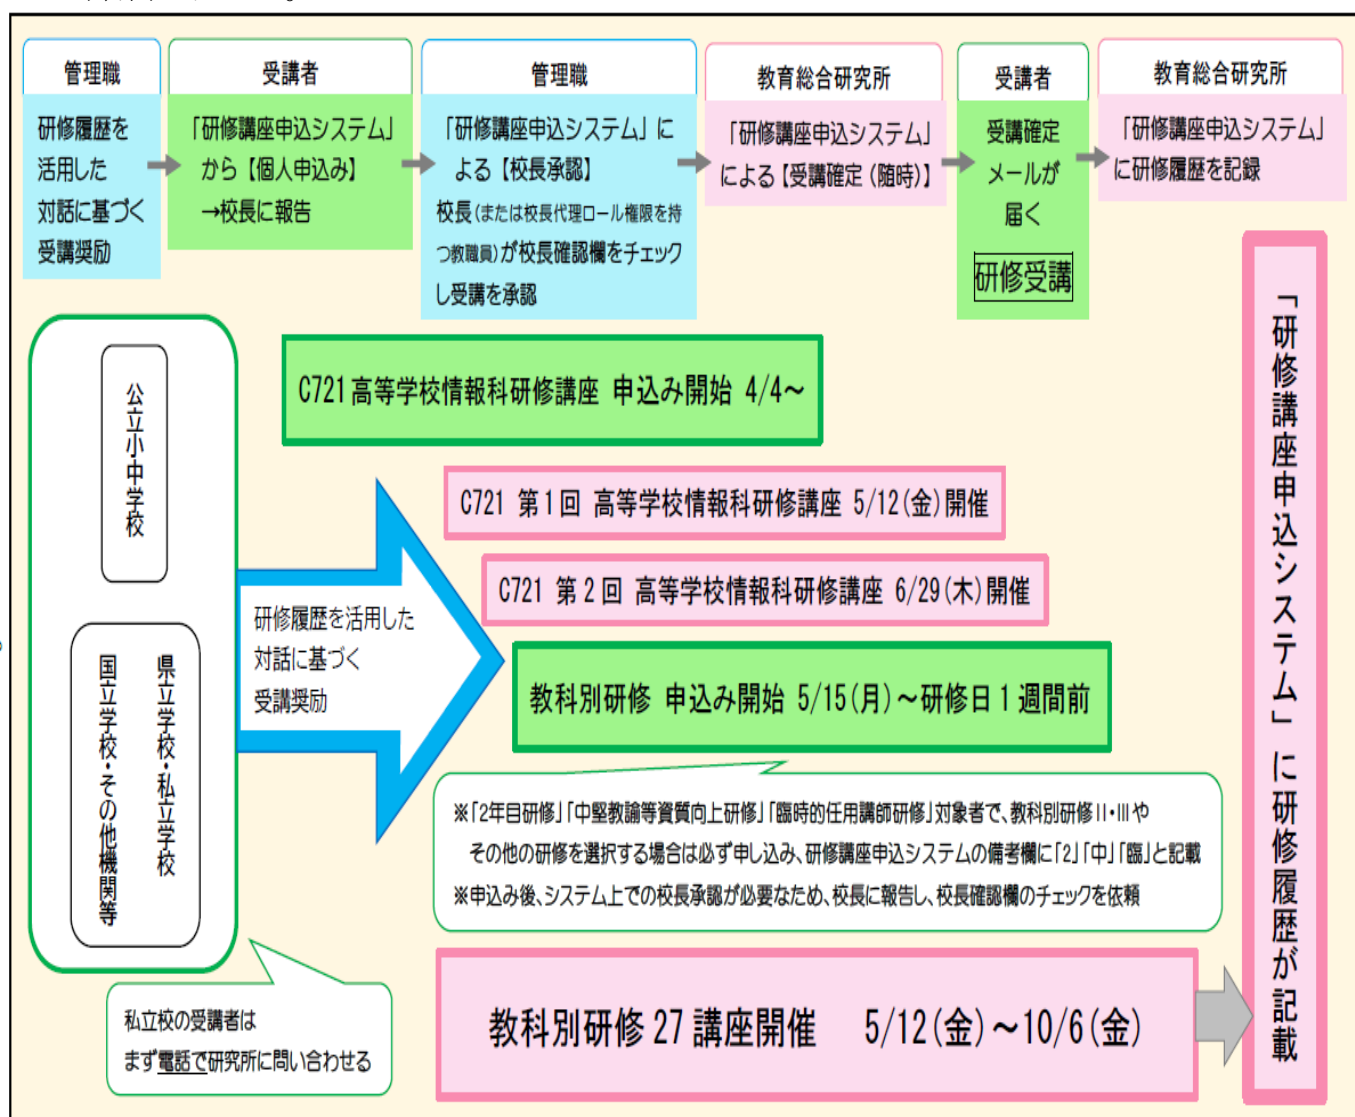 管理職
研修履歴を
活用した
対話に基づく
受講奨励
受講者
「研修講座申込システム」
から【個人申込み】
→校長に報告
管理職
「研修講座申込システム」に
よる【校長承認】
校長(または校長代理ロール権限を持
つ教職員)が校長確認欄をチェック
し受講を承認
教育総合研究所
「研修講座申込システム」
による【受講確定(随時)】
受講者
受講確定
メールが
届く
研修受講
教育総合研究所
「研修講座申込システム」
に研修履歴を記録
公立小中学校
県立学校・私立学校
国立学校・その他機関等
研修履歴を活用した
対話に基づく
受講奨励
C721高等学校情報科研修講座 申込み開始 4/4～
C721 第1回 高等学校情報科研修講座 5/12(金)開催
C721 第2回 高等学校情報科研修講座 6/29(木)開催
教科別研修 申込み開始 5/15(月)～研修日1週間前
※「2年目研修」「中堅教諭等資質向上研修」「臨時的任用講師研修」対象者で、教科別研修II・IIIや
その他の研修を選択する場合は必ず申し込み、研修講座申込システムの備考欄に「2」「中」「臨」と記載
※申込み後、システム上での校長承認が必要なため、校長に報告し、校長確認欄のチェックを依頼
私立校の受講者は
まず電話で研究所に問い合わせる
教科別研修27講座開催 5/12(金)～10/6(金)
「研修講座申込システム」に研修履歴が記載